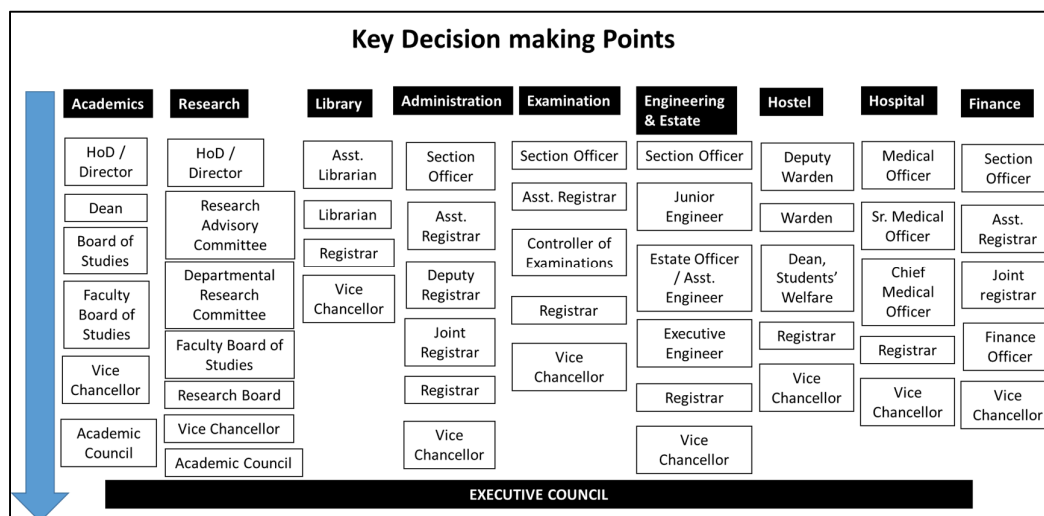 Key Decision making Points
Academics
HoD /
Director
Dean
Board of
Studies
Faculty
Board of
Studies
Vice
Chancellor
Academic
Council
Research
HoD /
Director
Research
Advisory
Committee
Departmental
Research
Committee
Faculty Board of
Studies
Research Board
Vice Chancellor
Academic Council
Library
Asst.
Librarian
Librarian
Registrar
Vice
Chancellor
Administration
Section
Officer
Asst.
Registrar
Deputy
Registrar
Joint
Registrar
Registrar
Vice
Chancellor
Examination
Section Officer
Asst. Registrar
Controller of
Examinations
Registrar
Vice
Chancellor
Engineering
& Estate
Section Officer
Junior
Engineer
Estate Officer
/ Asst.
Engineer
Executive
Engineer
Registrar
Vice
Chancellor
Hostel
Deputy
Warden
Warden
Dean,
Students’
Welfare
Registrar
Vice
Chancellor
Hospital
Medical
Officer
Sr. Medical
Officer
Chief
Medical
Officer
Registrar
Vice
Chancellor
Finance
Section
Officer
Asst.
Registrar
Joint
registrar
Finance
Officer
Vice
Chancellor
EXECUTIVE COUNCIL